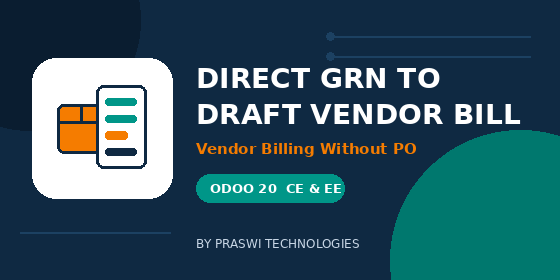 DIRECT GRN TO
DRAFT VENDOR BILL
Vendor Billing Without PO
ODOO 20 CE & EE
BY PRASWI TECHNOLOGIES